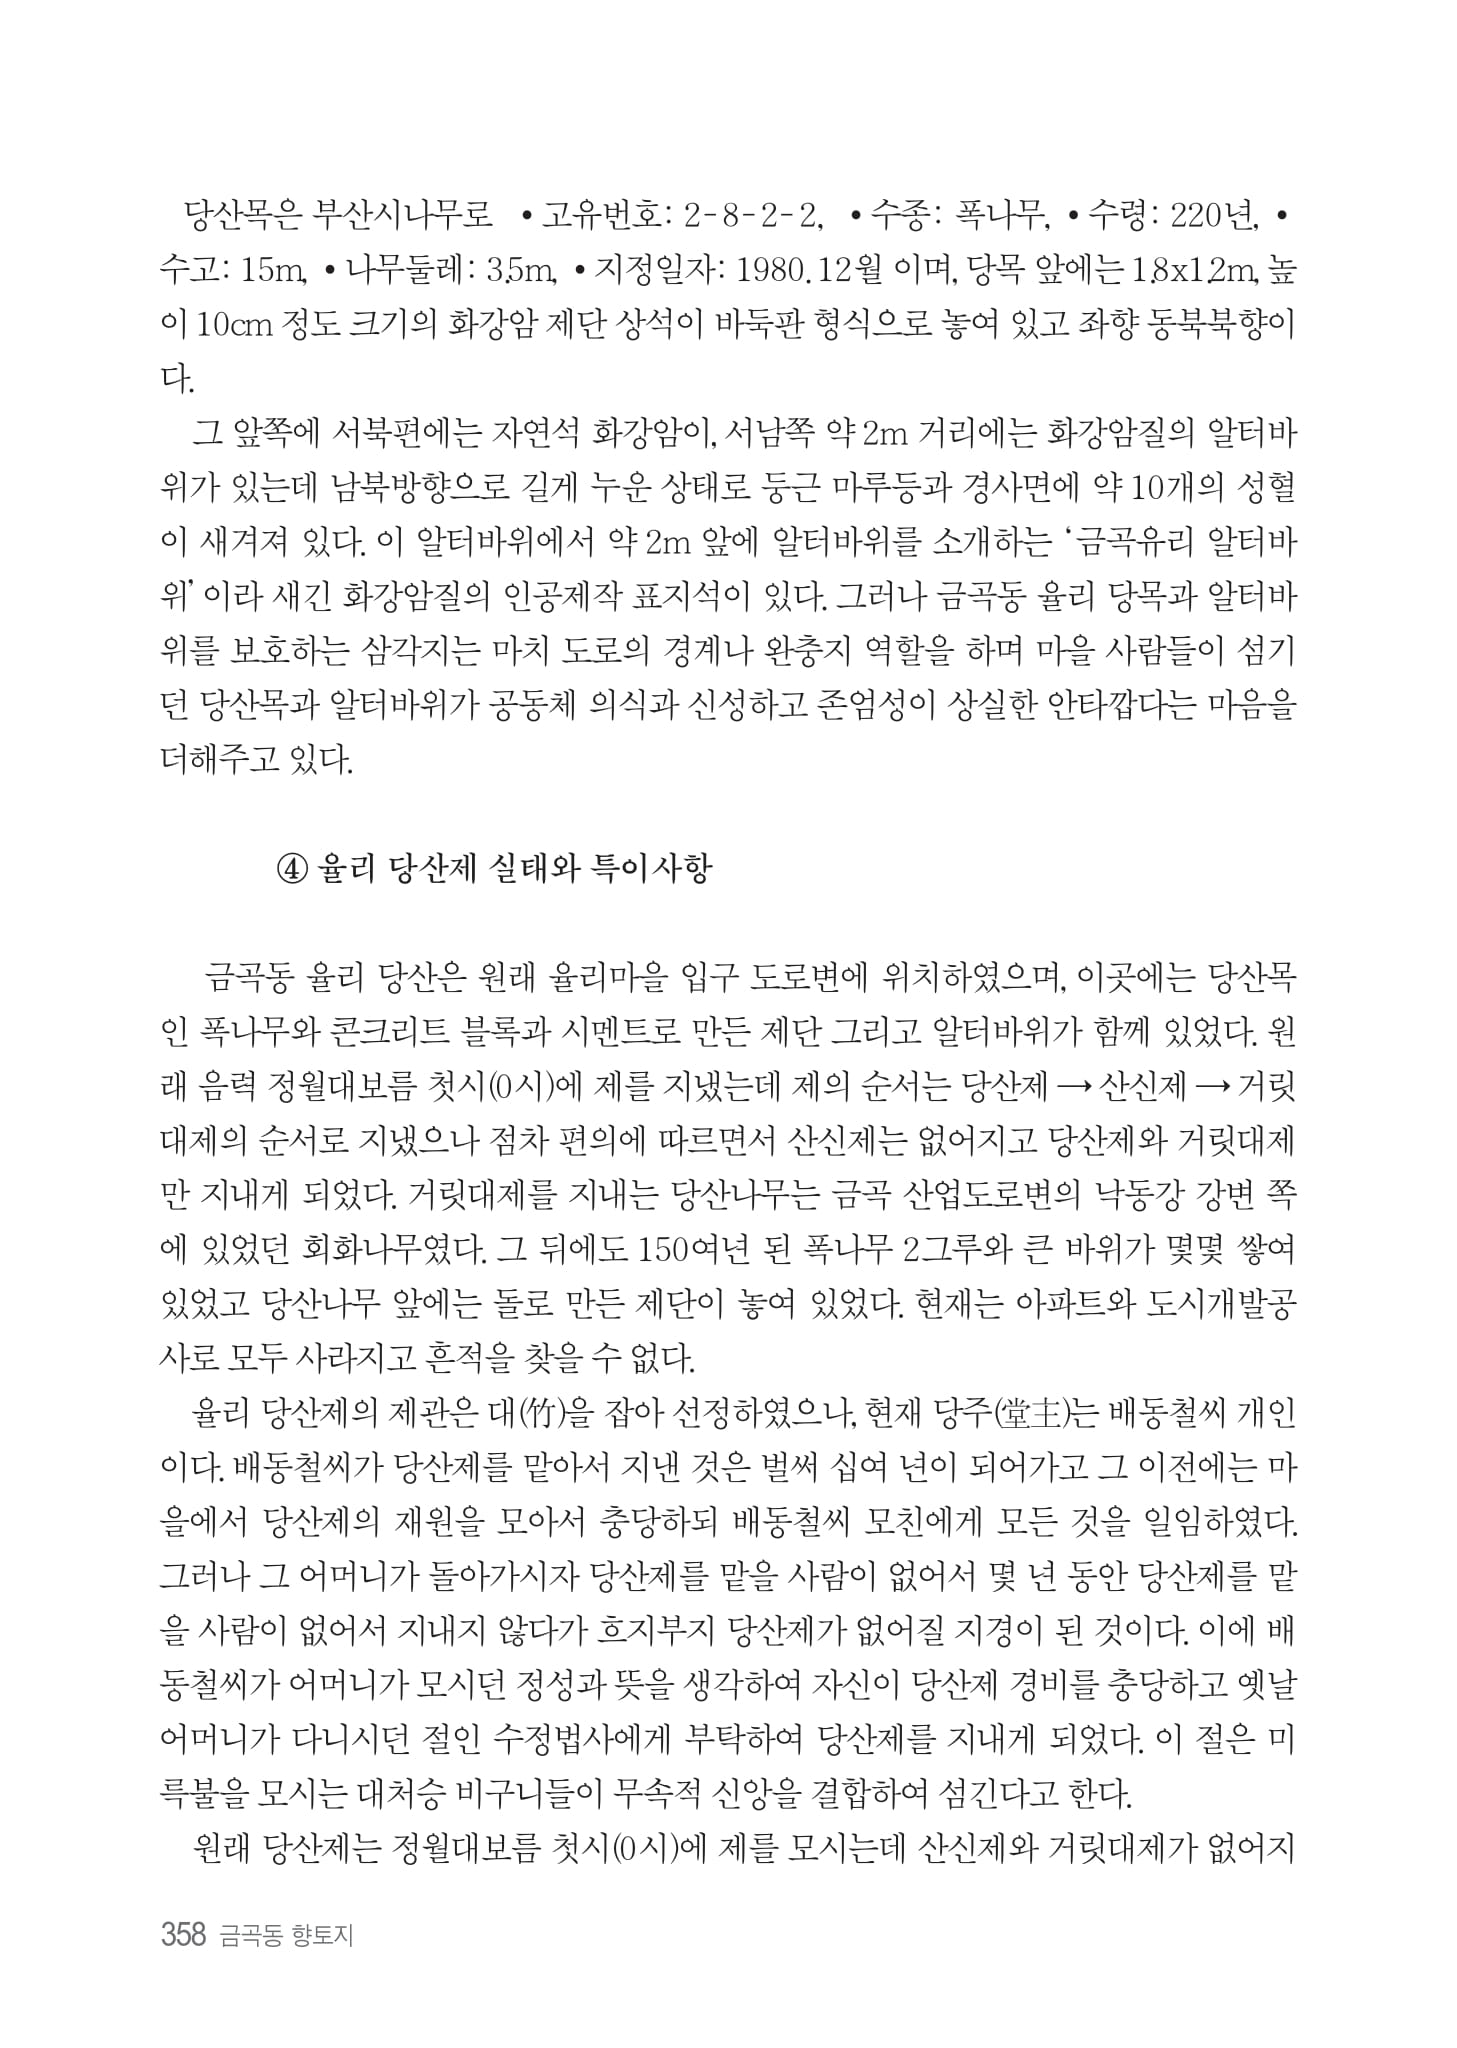 당산목은 부산시나무로 • 고유번호: 2-8-2-2, • 수종: 폭나무, • 수령: 220년, •
수고: 15m, • 나무둘레: 3.5m, • 지정일자: 1980. 12월 이며, 당목 앞에는 1.8x1.2m, 높
이 10cm 정도 크기의 화강암 제단 상석이 바둑판 형식으로 놓여 있고 좌향 동북북향이
다.
그 앞쪽에 서북편에는 자연석 화강암이, 서남쪽 약 2m 거리에는 화강암질의 알터바
위가 있는데 남북방향으로 길게 누운 상태로 둥근 마루등과 경사면에 약 10개의 성혈
이 새겨져 있다. 이 알터바위에서 약 2m 앞에 알터바위를 소개하는 ‘금곡유리 알터바
위’이라 새긴 화강암질의 인공제작 표지석이 있다. 그러나 금곡동 율리 당목과 알터바
위를 보호하는 삼각지는 마치 도로의 경계나 완충지 역할을 하며 마을 사람들이 섬기
던 당산목과 알터바위가 공동체 의식과 신성하고 존엄성이 상실한 안타깝다는 마음을
더해주고 있다.
④ 율리 당산제 실태와 특이사항
금곡동 율리 당산은 원래 율리마을 입구 도로변에 위치하였으며, 이곳에는 당산목
인 폭나무와 콘크리트 블록과 시멘트로 만든 제단 그리고 알터바위가 함께 있었다. 원
래 음력 정월대보름 첫시(0시)에 제를 지냈는데 제의 순서는 당산제 → 산신제 → 거릿
대제의 순서로 지냈으나 점차 편의에 따르면서 산신제는 없어지고 당산제와 거릿대제
만 지내게 되었다. 거릿대제를 지내는 당산나무는 금곡 산업도로변의 낙동강 강변 쪽
에 있었던 회화나무였다. 그 뒤에도 150여년 된 폭나무 2그루와 큰 바위가 몇몇 쌓여
있었고 당산나무 앞에는 돌로 만든 제단이 놓여 있었다. 현재는 아파트와 도시개발공
사로 모두 사라지고 흔적을 찾을 수 없다.
율리 당산제의 제관은 대(竹)을 잡아 선정하였으나, 현재 당주(堂主)는 배동철씨 개인
이다. 배동철씨가 당산제를 맡아서 지낸 것은 벌써 십여 년이 되어가고 그 이전에는 마
을에서 당산제의 재원을 모아서 충당하되 배동철씨 모친에게 모든 것을 일임하였다.
그러나 그 어머니가 돌아가시자 당산제를 맡을 사람이 없어서 몇 년 동안 당산제를 맡
을 사람이 없어서 지내지 않다가 흐지부지 당산제가 없어질 지경이 된 것이다. 이에 배
동철씨가 어머니가 모시던 정성과 뜻을 생각하여 자신이 당산제 경비를 충당하고 옛날
어머니가 다니시던 절인 수정법사에게 부탁하여 당산제를 지내게 되었다. 이 절은 미
륵불을 모시는 대처승 비구니들이 무속적 신앙을 결합하여 섬긴다고 한다.
원래 당산제는 정월대보름 첫시(0시)에 제를 모시는데 산신제와 거릿대제가 없어지
358 금곡동 향토지